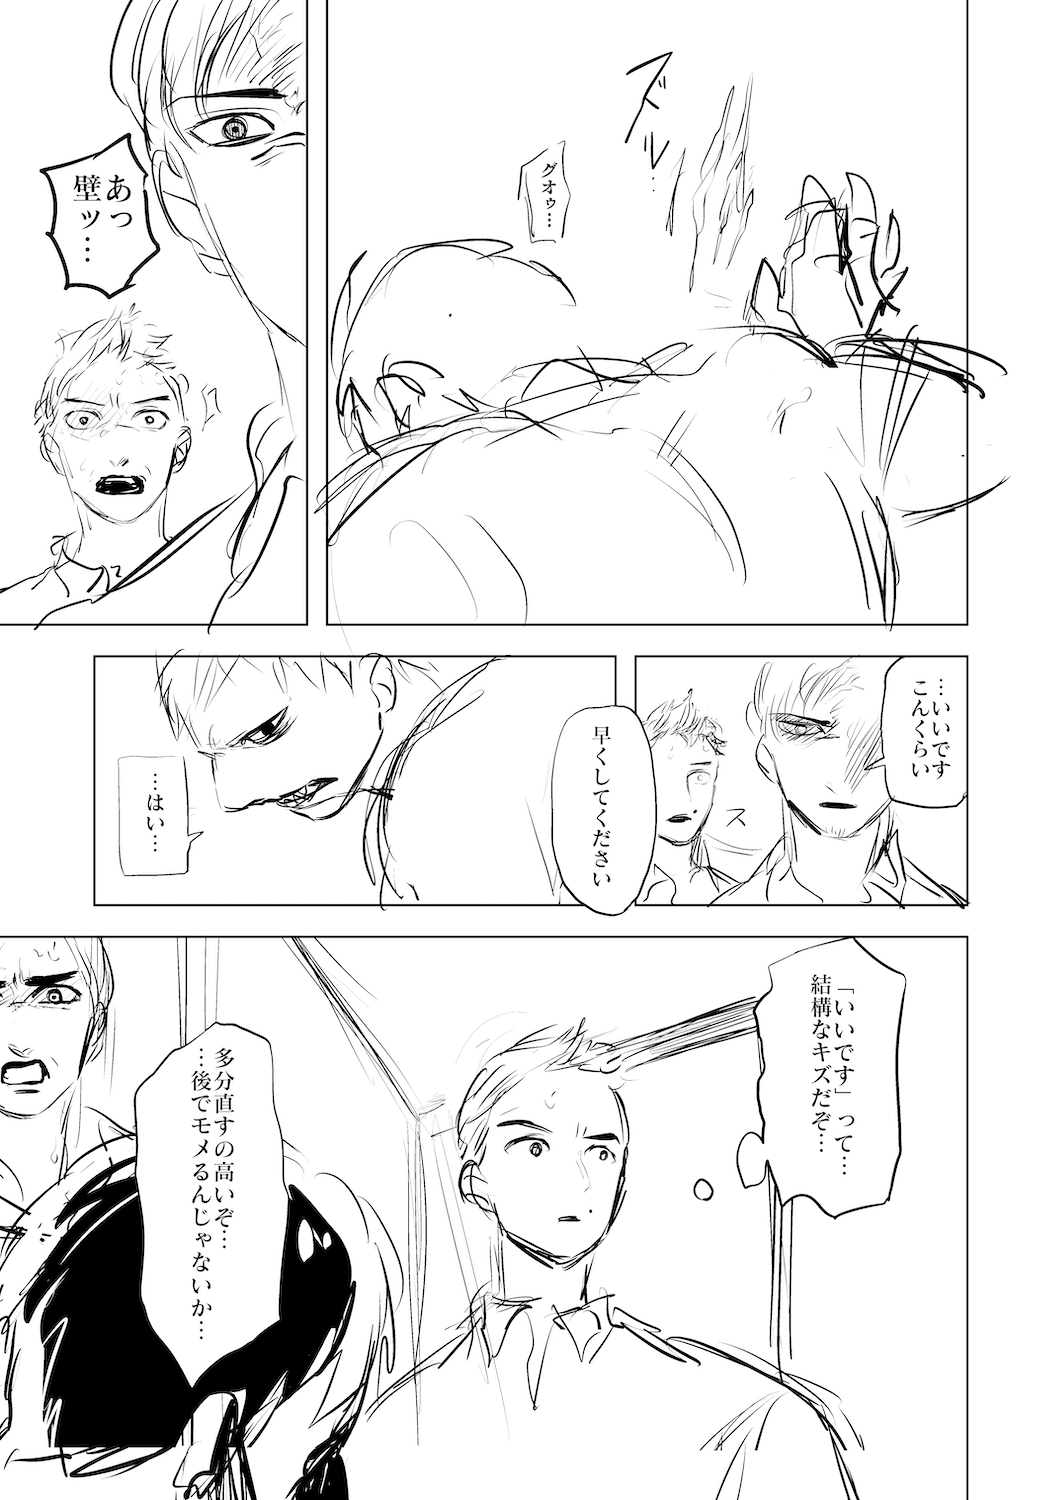 ズ
ズッ…
グオゥ…
あっ
壁ッ…
…いいです
こんくらい
ス
早くしてください
…はい…
「いいです」って…
結構なキズだぞ…
多分直すの高いぞ…
…後でモメるんじゃないか…